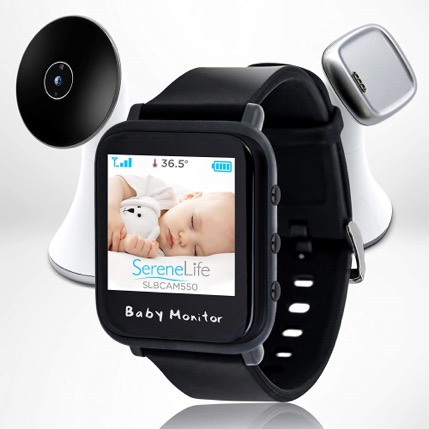 36.5°
SereneLife
SLBCAM550
Baby Monitor